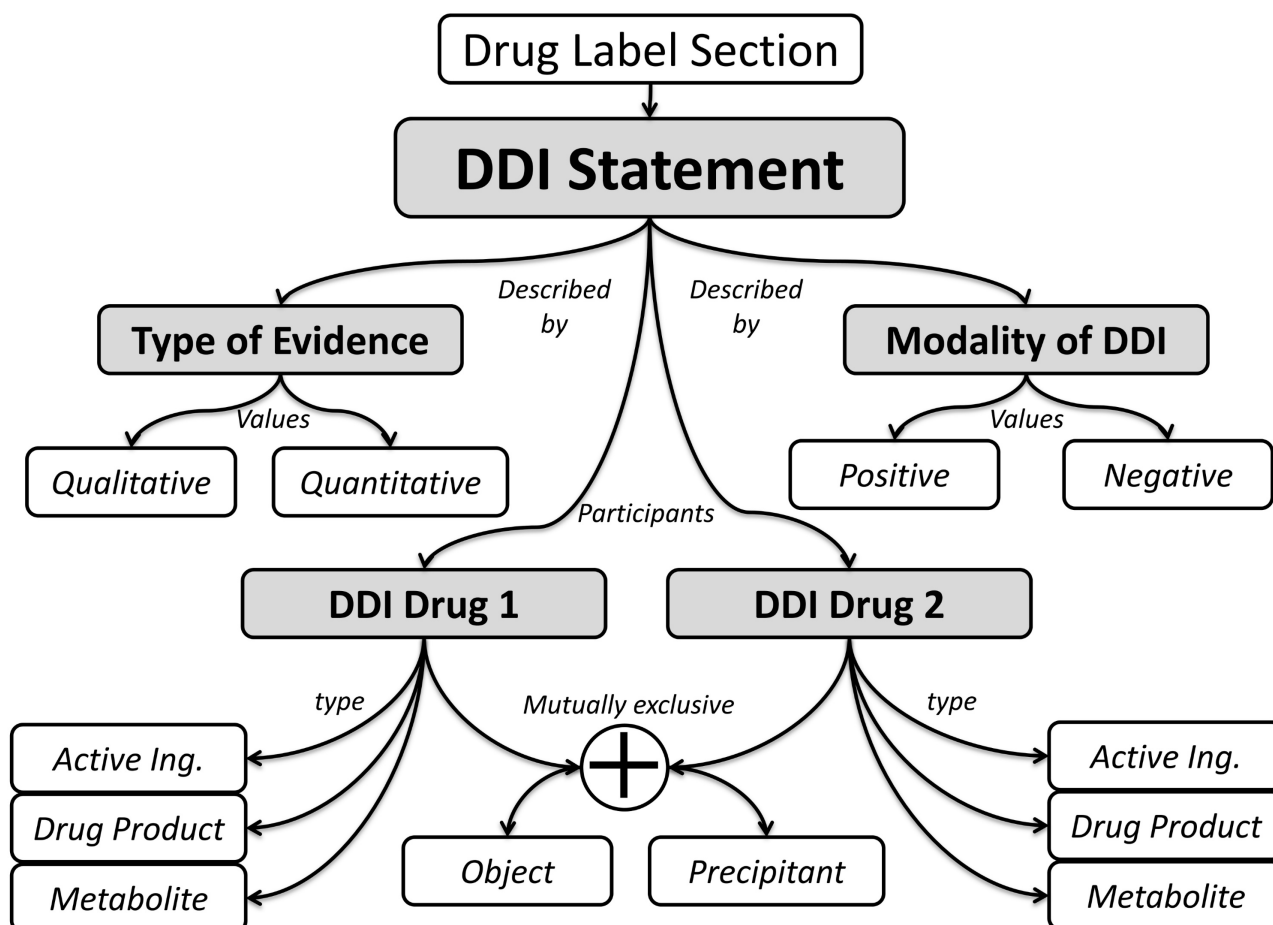 Drug Label Section
DDI Statement
Described
by
Described
by
Type of Evidence
Modality of DDI
Values
Values
Qualitative
Quantitative
Positive
Negative
Participants
DDI Drug 1
DDI Drug 2
type
Mutually exclusive
type
Active Ing.
Active Ing.
Drug Product
Drug Product
Object
Precipitant
Metabolite
Metabolite